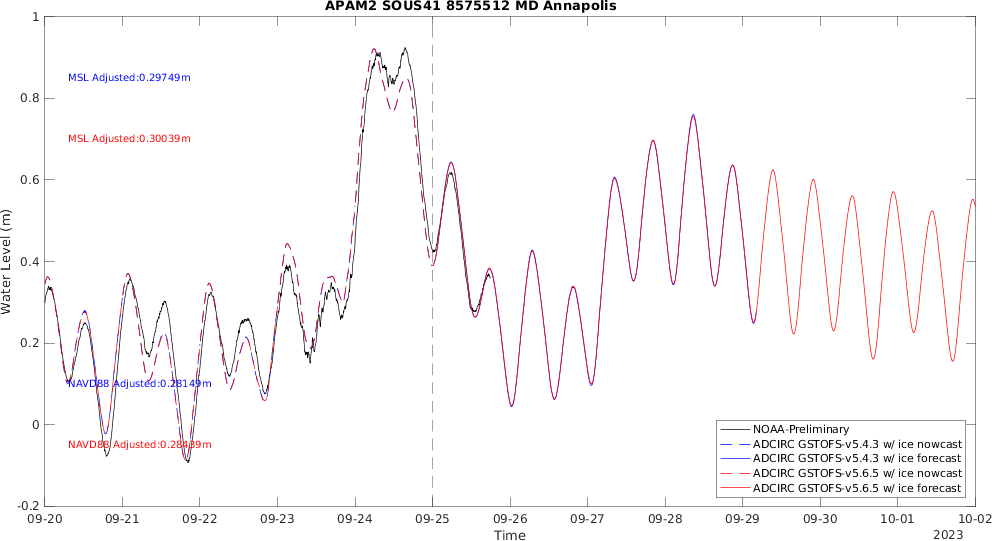 APAM2 SOUS41 8575512 MD Annapolis
1
0.8
0.6
0.4
0.2
0
-0.2
Water Level (m)
MSL Adjusted:0.29749m
MSL Adjusted:0.30039m
NAVD88 Adjusted:0.28149m
NAVD88 Adjusted:0.28439m
NOAA-Preliminary
ADCIRC GSTOFS-v5.4.3 w/ ice nowcast
ADCIRC GSTOFS-v5.4.3 w/ ice forecast
ADCIRC GSTOFS-v5.6.5 w/ ice nowcast
ADCIRC GSTOFS-v5.6.5 w/ ice forecast
09-20 09-21 09-22 09-23 09-24 09-25 09-26 09-27 09-28 09-29 09-30 10-01 10-02
Time
2023